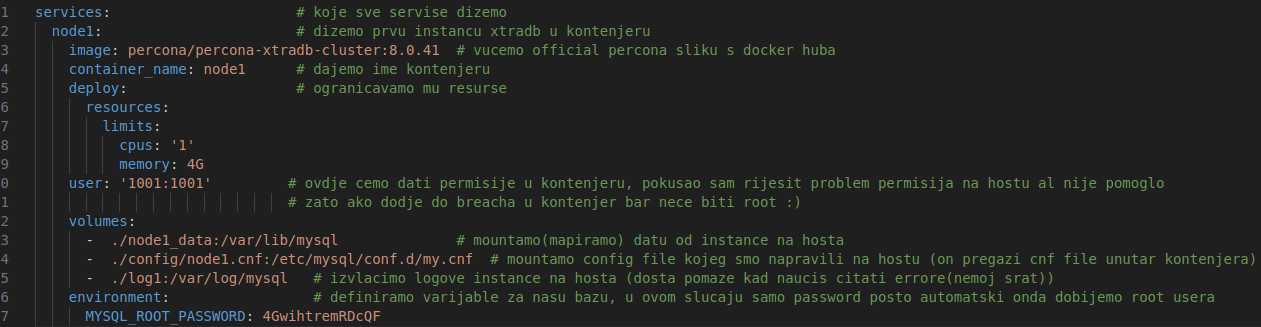 1 services: # koje sve servise dizemo
2 node1: # dizemo prvu instancu xtradb u kontenjeru
3 image: percona/percona-xtradb-cluster:8.0.41 # vucemo official percona sliku s docker huba
4 container_name: node1 # dajemo ime kontenjeru
5 deploy: # ogranicavamo mu resurse
6 resources:
7 limits:
8 cpus: '1'
9 memory: 4G
0 user: '1001:1001' # ovdje cemo dati permisije u kontenjeru, pokusao sam rijesit problem permisija na hostu al nije pomoglo
1 # zato ako dodje do breacha u kontenjer bar nece biti root :)
2 volumes:
3 - ./node1_data:/var/lib/mysql # mountamo(mapiramo) datu od instance na hosta
4 - ./config/node1.cnf:/etc/mysql/conf.d/my.cnf # mountamo config file kojeg smo napravili na hostu (on pregazi cnf file unutar kontenjera)
5 - ./log1:/var/log/mysql # izvlacimo logove instance na hosta (dosta pomaze kad naucis citati errore(nemoj srat))
6 environment: # definiramo varijable za nasu bazu, u ovom slucaju samo password posto automatski onda dobijemo root usera
7 MYSQL_ROOT_PASSWORD: 4GwihtremRDcQF